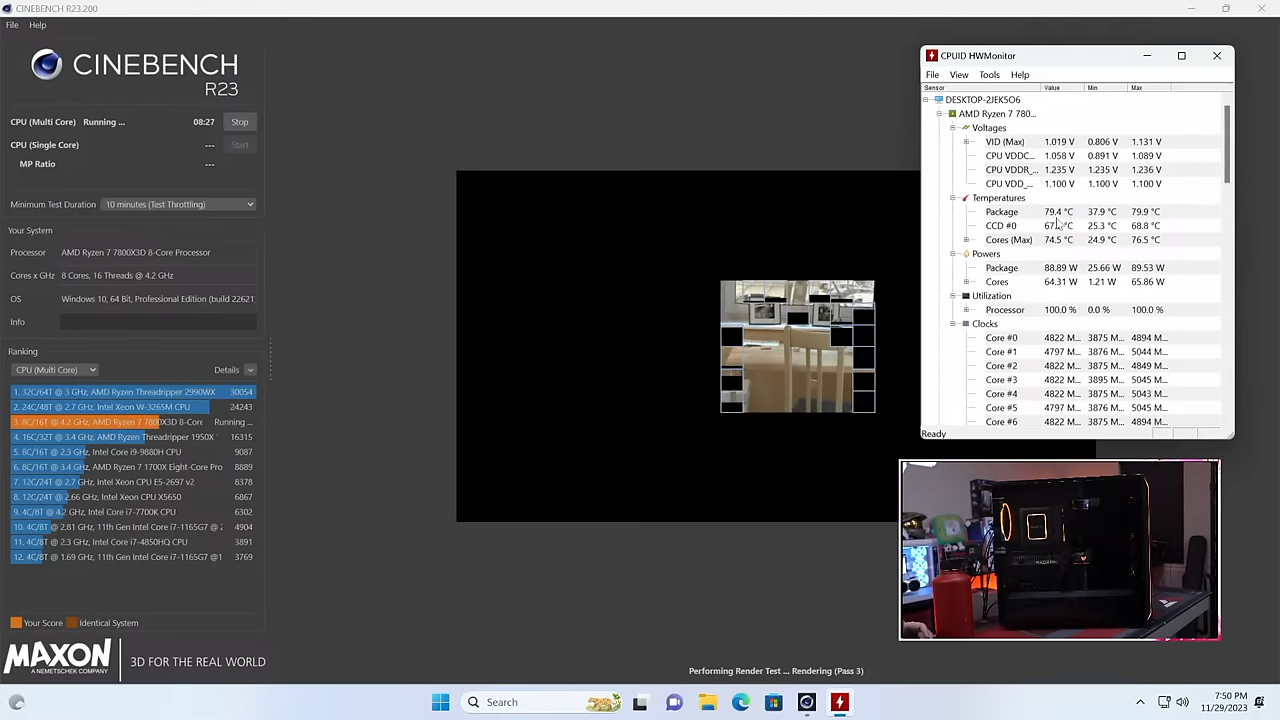 CINEBENCH R23.200
File Help
CINEBENCH
R23
CPU (Multi Core) Running ... 08:27 Stop
CPU (Single Core) --- Start
MP Ratio ---
Minimum Test Duration 10 minutes (Test Throttling)
Your System
Processor AMD Ryzen 7 7800X3D 8-Core Processor
Cores x GHz 8 Cores, 16 Threads @ 4.2 GHz
OS Windows 10, 64 Bit, Professional Edition (build 22621)
Info
Ranking
CPU (Multi Core) Details
1. 32C/64T @ 3 GHz, AMD Ryzen Threadripper 2990WX 30054
2. 24C/48T @ 2.7 GHz, Intel Xeon W-3265M CPU 24243
3. 8C/16T @ 4.2 GHz, AMD Ryzen 7 7800X3D 8-Core Running ...
4. 16C/32T @ 3.4 GHz, AMD Ryzen Threadripper 1950X 16315
5. 8C/16T @ 2.3 GHz, Intel Core i9-9880H CPU 9087
6. 8C/16T @ 3.4 GHz, AMD Ryzen 7 1700X Eight-Core Pro 8889
7. 12C/24T @ 2.7 GHz, Intel Xeon CPU E5-2697 v2 8378
8. 12C/24T @ 2.66 GHz, Intel Xeon CPU X5650 6867
9. 4C/8T @ 4.2 GHz, Intel Core i7-7700K CPU 6302
10. 4C/8T @ 2.81 GHz, 11th Gen Intel Core i7-1165G7 @ 4904
11. 4C/8T @ 2.3 GHz, Intel Core i7-4850HQ CPU 3891
12. 4C/8T @ 1.69 GHz, 11th Gen Intel Core i7-1165G7 @1 3769
Your Score Identical System
MAXON
A NEMETSCHEK COMPANY
3D FOR THE REAL WORLD
Performing Render Test ... Rendering (Pass 3)
CPUID HWMonitor
File View Tools Help
Sensor Value Min Max
DESKTOP-2JEK5O6
AMD Ryzen 7 780...
Voltages
VID (Max) 1.019 V 0.806 V 1.131 V
CPU VDDC... 1.058 V 0.891 V 1.089 V
CPU VDDR_... 1.235 V 1.235 V 1.236 V
CPU VDD_... 1.100 V 1.100 V 1.100 V
Temperatures
Package 79.4 °C 37.9 °C 79.9 °C
CCD #0 67. °C 25.3 °C 68.8 °C
Cores (Max) 74.5 °C 24.9 °C 76.5 °C
Powers
Package 88.89 W 25.66 W 89.53 W
Cores 64.31 W 1.21 W 65.86 W
Utilization
Processor 100.0 % 0.0 % 100.0 %
Clocks
Core #0 4822 M... 3875 M... 4894 M...
Core #1 4797 M... 3876 M... 5044 M...
Core #2 4822 M... 3875 M... 4849 M...
Core #3 4822 M... 3895 M... 5045 M...
Core #4 4822 M... 3875 M... 5043 M...
Core #5 4797 M... 3876 M... 5045 M...
Core #6 4822 M... 3875 M... 4894 M...
Ready
Search
7:50 PM
11/29/2023